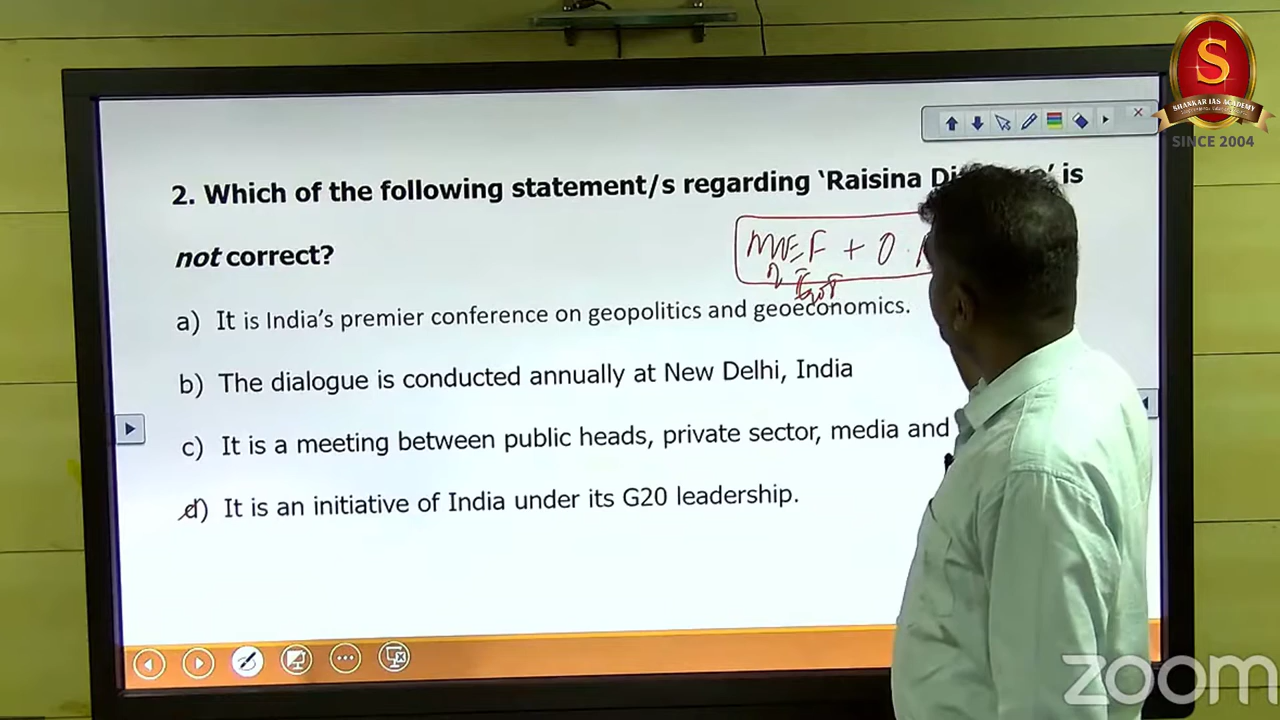 S
SHANKAR IAS ACADEMY
SINCE 2004
2. Which of the following statement/s regarding ‘Raisina is
not correct?
+ O
a) It is India’s premier conference on geopolitics and geoeconomics.
b) The dialogue is conducted annually at New Delhi, India
c) It is a meeting between public heads, private sector, media and
d) It is an initiative of India under its G20 leadership.
zoom